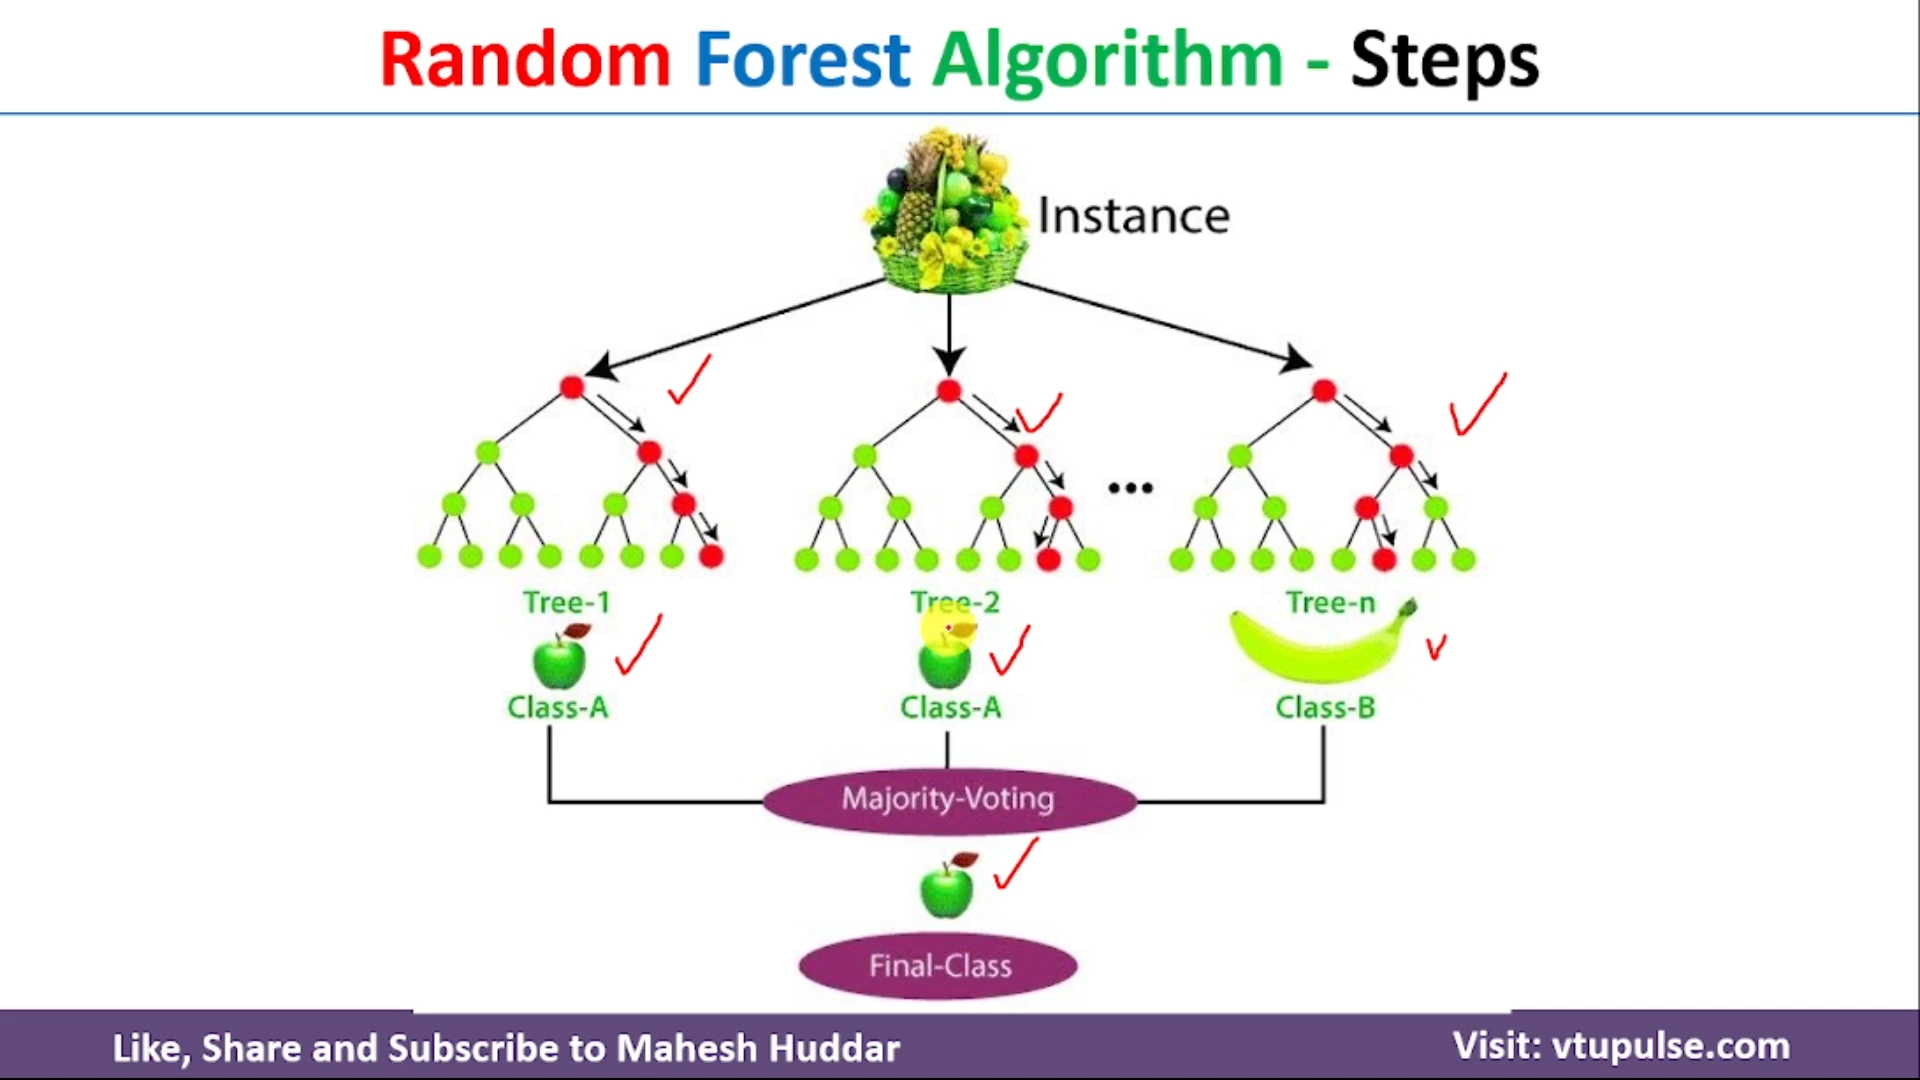 Random Forest Algorithm - Steps
Instance
...
Tree-1 Tree-2 Tree-n
Class-A Class-A Class-B
Majority-Voting
Final-Class
Like, Share and Subscribe to Mahesh Huddar
Visit: vtupulse.com